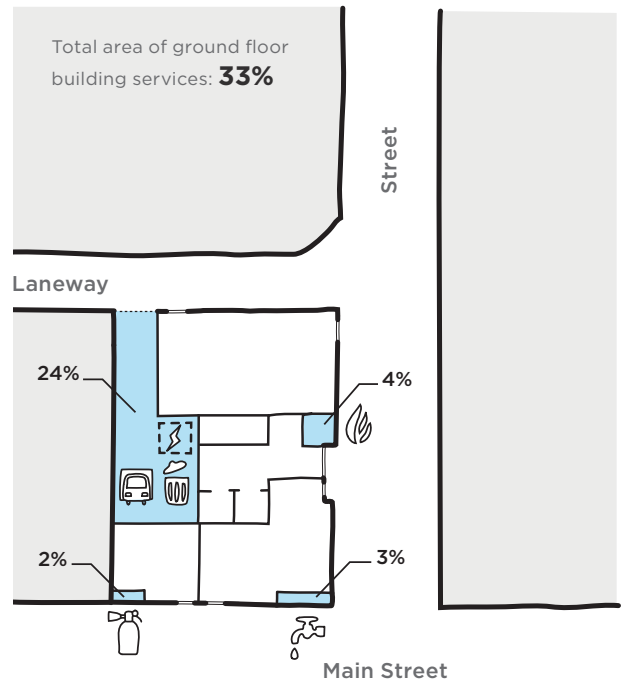 Total area of ground floor
building services: 33%
Street
Laneway
24%
4%
2%
3%
Main Street